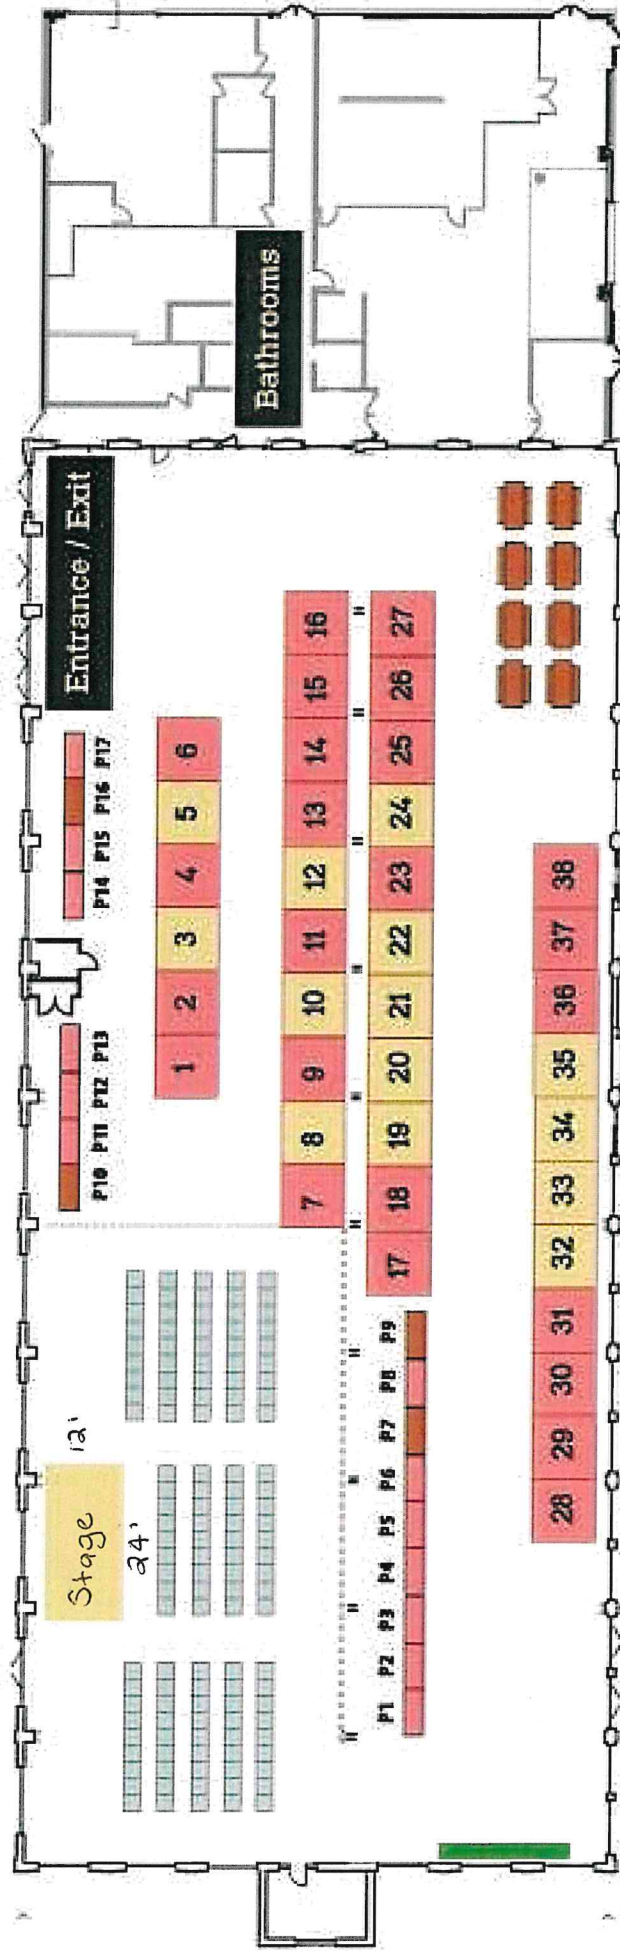 Bathrooms
Entrance / Exit
P14 P15 P16 P17
P10 P11 P12 P13
1 2 3 4 5 6
7 8 9 10 11 12 13 14 15 16
17 18 19 20 21 22 23 24 25 26 27
Stage
12'
24'
P1 P2 P3 P4 P5 P6 P7 P8 P9
28 29 30 31 32 33 34 35 36 37 38